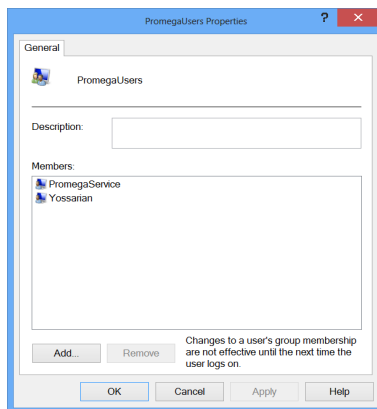 PromegaUsers Properties
?
General
PromegaUsers
Description:
Members:
PromegaService
Yossarian
Add...
Remove
Changes to a user's group membership
are not effective until the next time the
user logs on.
OK
Cancel
Apply
Help